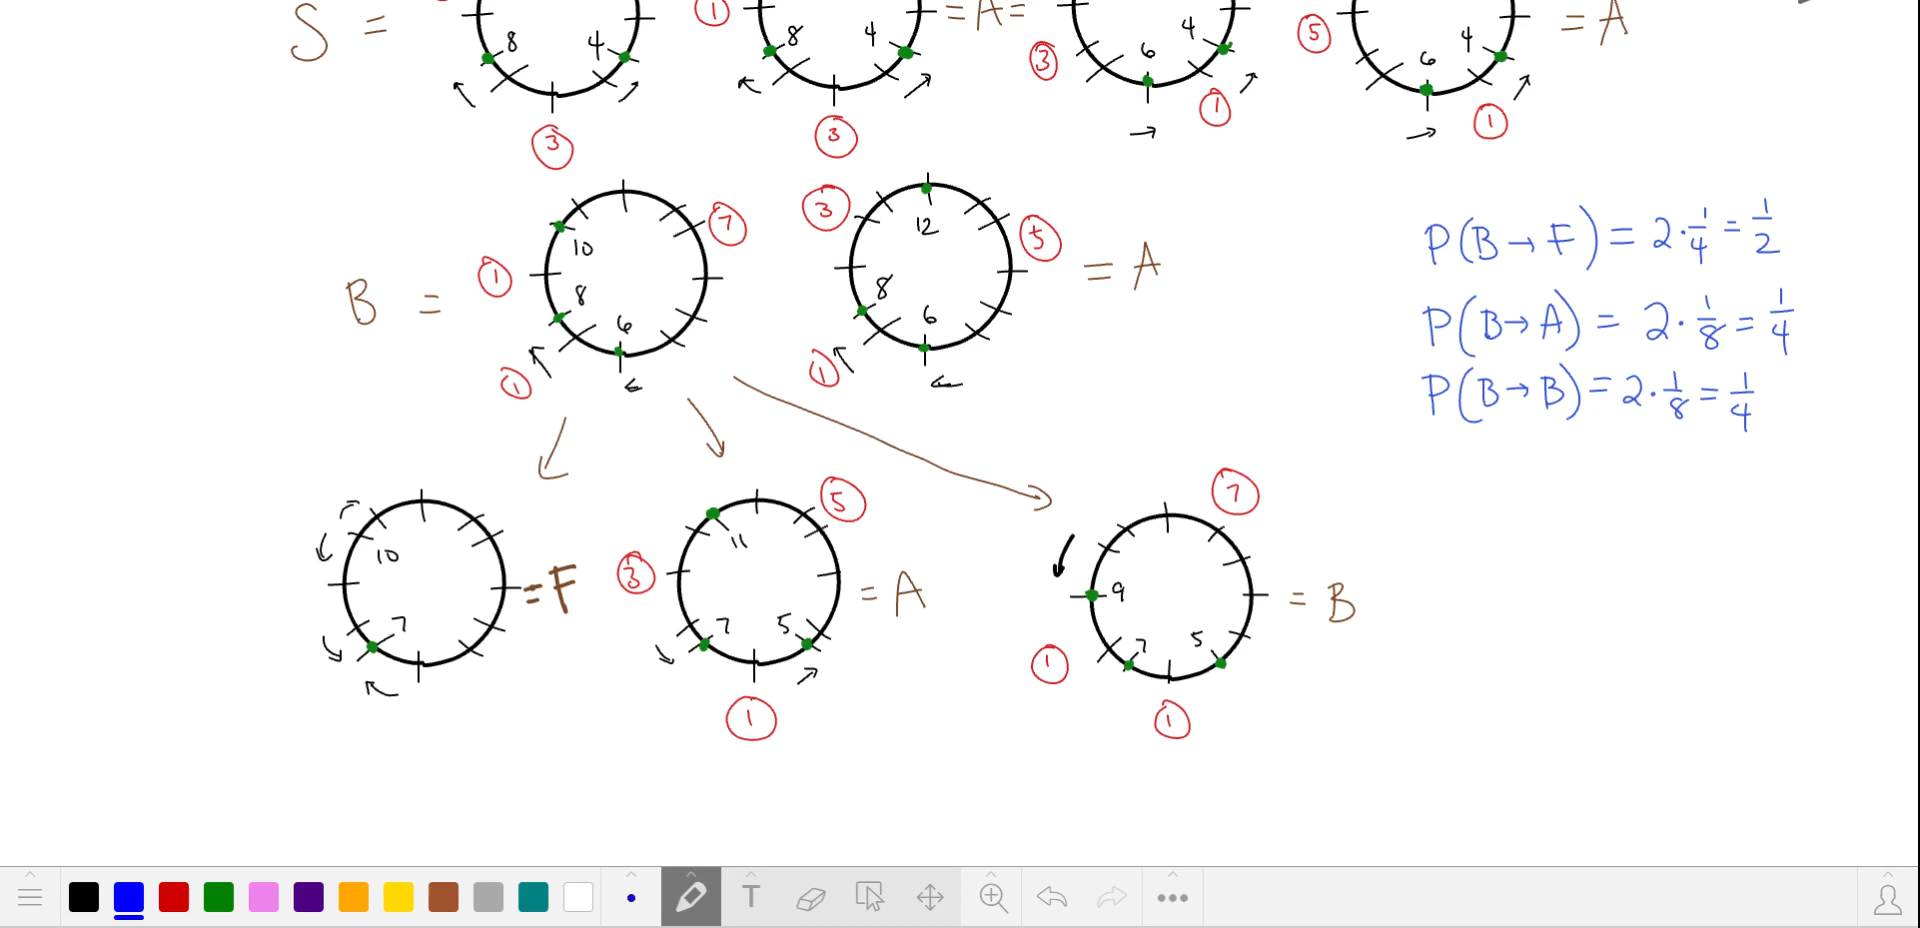 S = 8 4 3
1 8 4 3 = A =
3 6 4 1
5 6 4 1 = A
B = 1 10 8 6 1 7
3 12 8 6 1 5 = A
P(B→F) = 2·1/4 = 1/2
P(B→A) = 2·1/8 = 1/4
P(B→B) = 2·1/8 = 1/4
10 7 = F
3 11 7 5 1 5 = A
7 9 7 5 1 1 = B
T